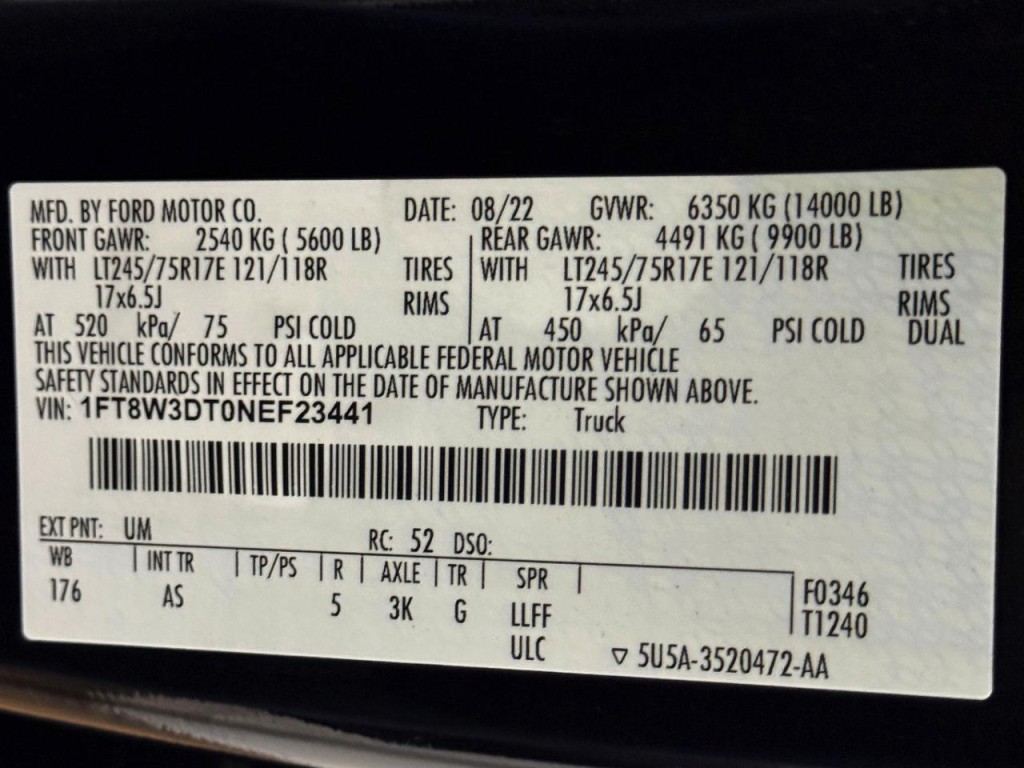 MFD. BY FORD MOTOR CO. DATE: 08/22 GVWR: 6350 KG (14000 LB)
FRONT GAWR: 2540 KG ( 5600 LB) REAR GAWR: 4491 KG ( 9900 LB)
WITH LT245/75R17E 121/118R TIRES WITH LT245/75R17E 121/118R TIRES
17x6.5J RIMS 17x6.5J RIMS
AT 520 kPa/ 75 PSI COLD AT 450 kPa/ 65 PSI COLD DUAL
THIS VEHICLE CONFORMS TO ALL APPLICABLE FEDERAL MOTOR VEHICLE
SAFETY STANDARDS IN EFFECT ON THE DATE OF MANUFACTURE SHOWN ABOVE.
VIN: 1FT8W3DT0NEF23441 TYPE: Truck
EXT PNT: UM RC: 52 DSO:
WB INT TR TP/PS R AXLE TR SPR F0346
176 AS 5 3K G LLFF T1240
ULC 5U5A-3520472-AA